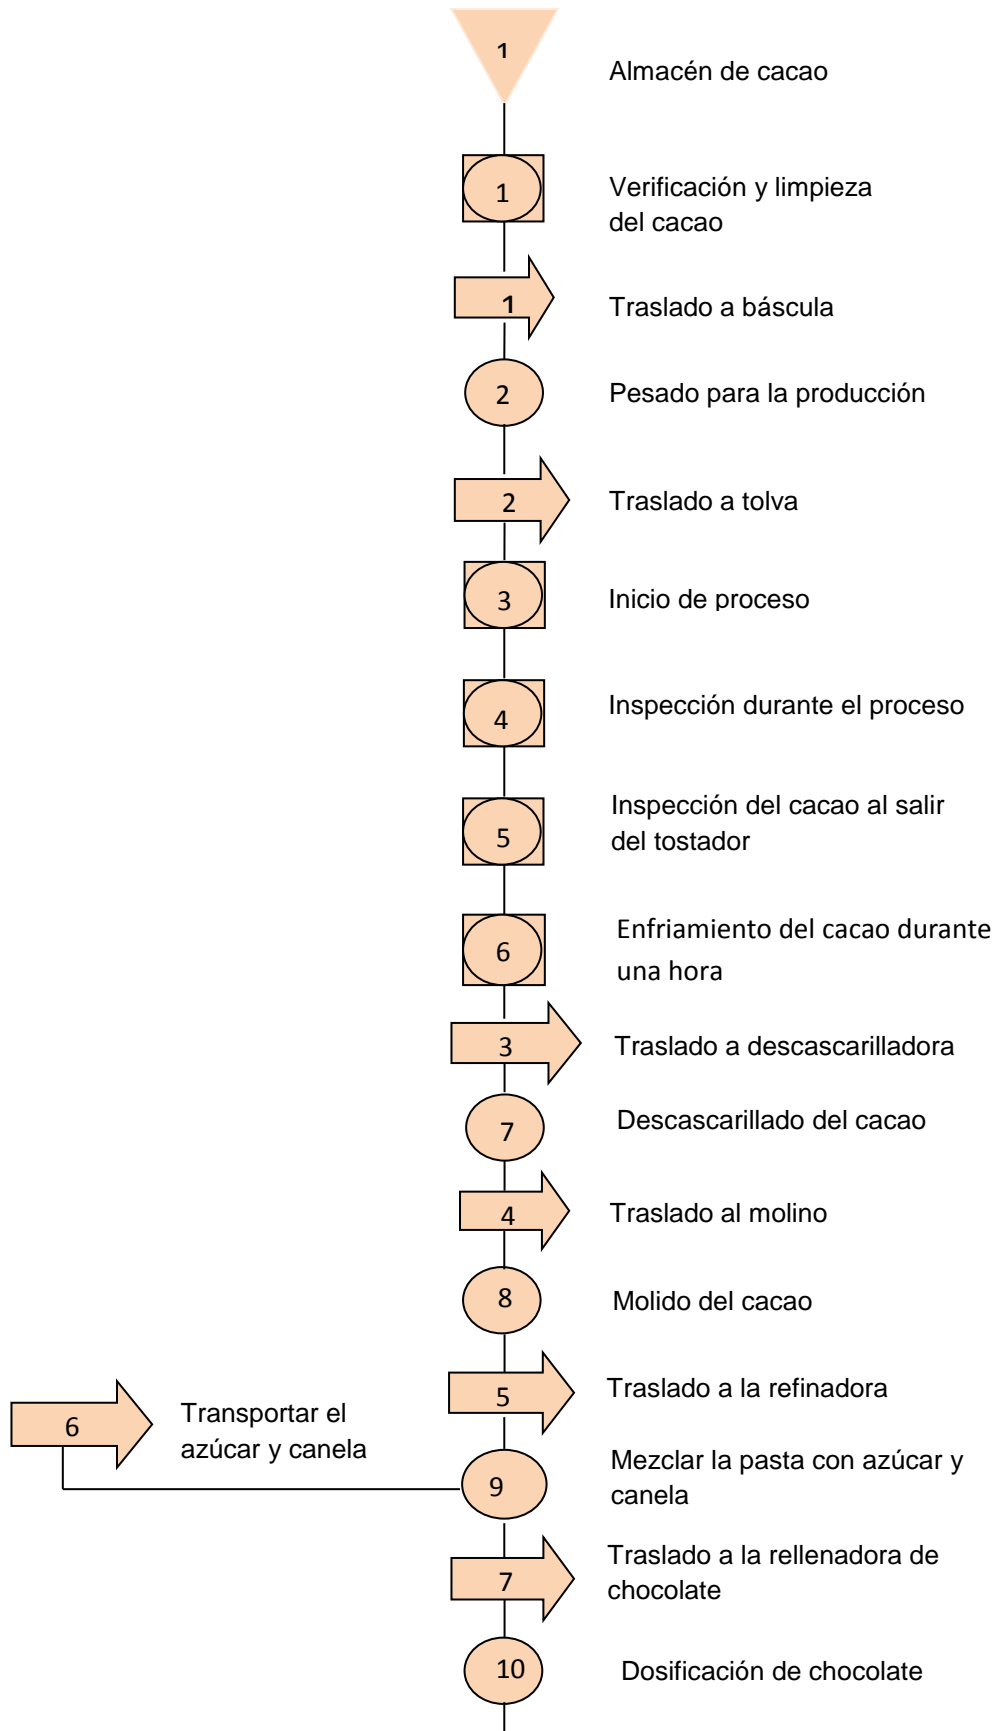 1
Almacén de cacao
1
Verificación y limpieza
del cacao
1
Traslado a báscula
2
Pesado para la producción
2
Traslado a tolva
3
Inicio de proceso
4
Inspección durante el proceso
5
Inspección del cacao al salir
del tostador
6
Enfriamiento del cacao durante
una hora
3
Traslado a descascarilladora
7
Descascarillado del cacao
4
Traslado al molino
8
Molido del cacao
5
Traslado a la refinadora
6
Transportar el
azúcar y canela
9
Mezclar la pasta con azúcar y
canela
7
Traslado a la rellenadora de
chocolate
10
Dosificación de chocolate